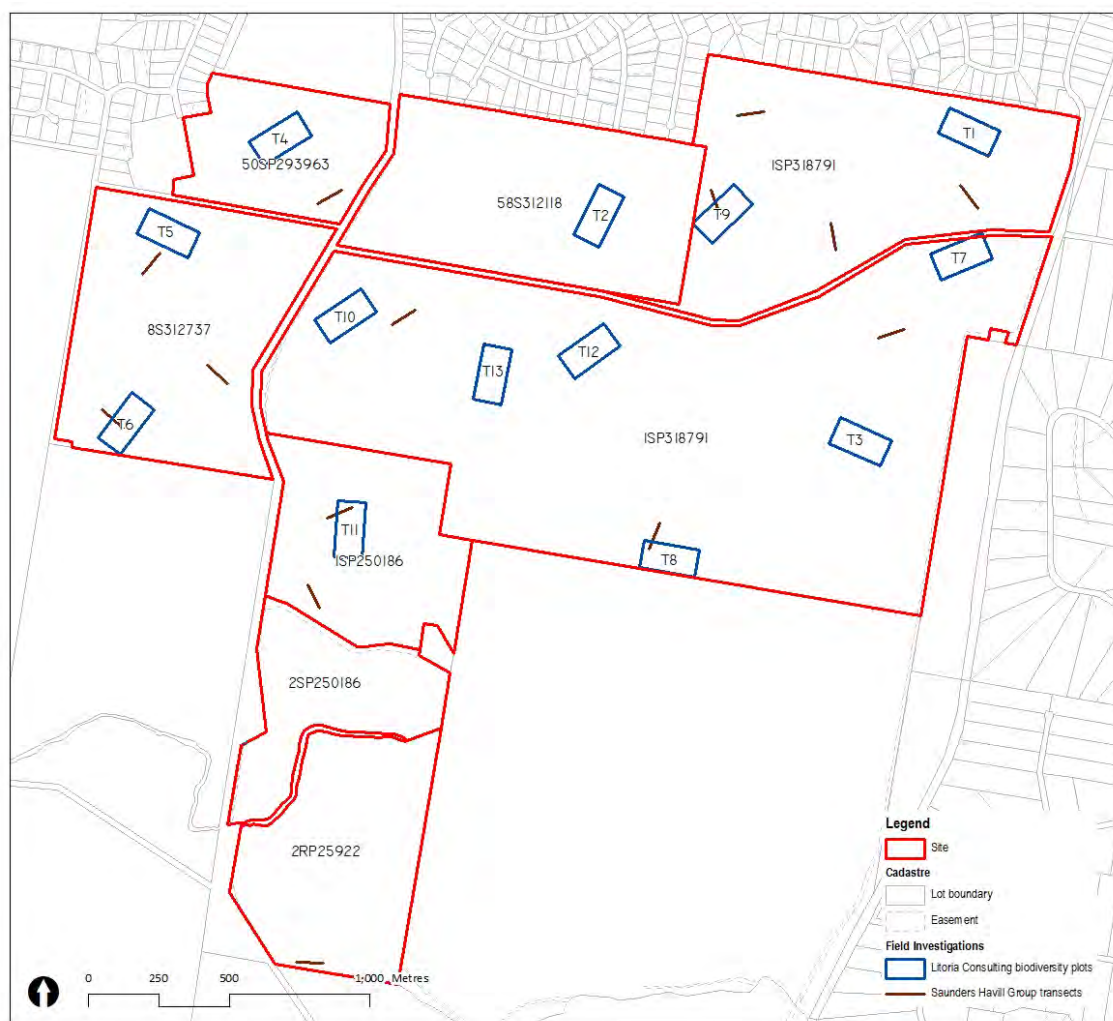 T1
T4
50SP293963
1SP318791
58S312118
T2
T9
T5
T7
8S312737
T10
T12
T13
1SP318791
T6
T3
T11
T8
1SP250186
2SP250186
2RP25922
Legend
Site
Cadastre
Lot boundary
Easement
Field Investigations
Litoria Consulting biodiversity plots
Saunders Havill Group transects
0 250 500 1,000 Metres